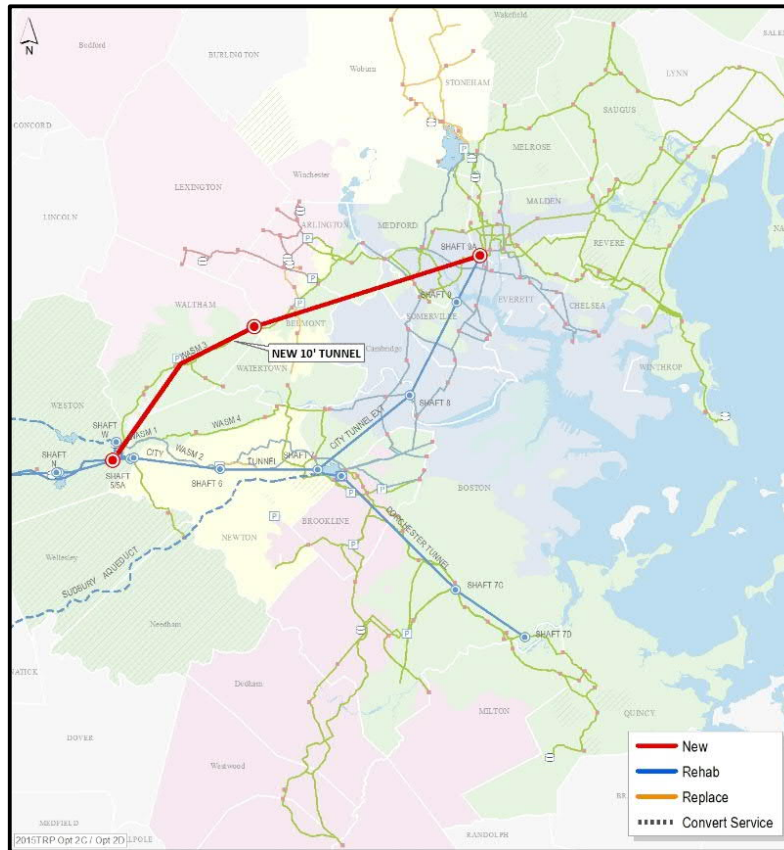 Wakefield
Bedford
BURLINGTON
Woburn
STONEHAM
LYNN
SAUGUS
CONCORD
MELROSE
LEXINGTON
Winchester
LINCOLN
ARLINGTON
MEDFORD
MALDEN
REVERE
SHAFT 9A
WALTHAM
SHAFT 9
EVERETT
CHELSEA
BELMONT
SOMERVILLE
WASM 3
NEW 10' TUNNEL
Cambridge
WATERTOWN
WINTHROP
WESTON
SHAFT
W
WASM 1
WASM 4
SHAFT 8
CITY TUNNEL EXT
SHAFT
N
CITY
WASM 2
TUNNEL
SHAFT 7
SHAFT
5/5A
SHAFT 6
BOSTON
BROOKLINE
NEWTON
DORCHESTER TUNNEL
Wellesley
SUDBURY AQUEDUCT
SHAFT 7C
Needham
SHAFT 7D
NATICK
Dedham
MILTON
QUINCY
DOVER
Westwood
New
Rehab
Replace
Convert Service
MEDFIELD
RANDOLPH
2015TRP Opt 2C / Opt 2D
N
P